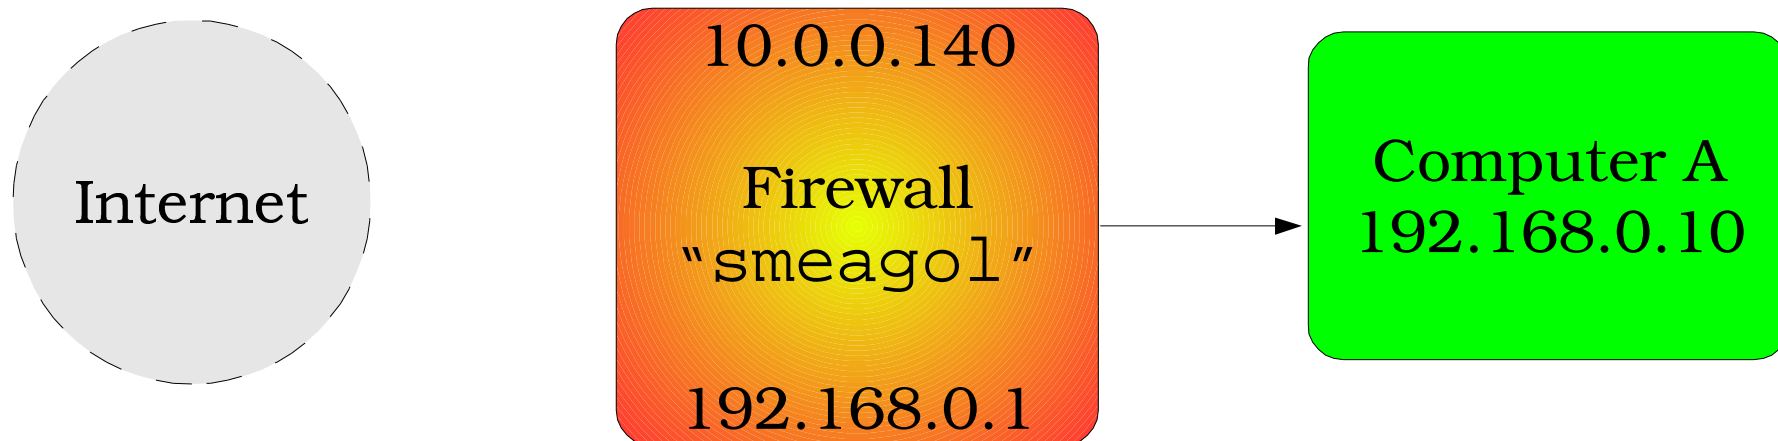 Internet
10.0.0.140
Firewall
“smeagol”
192.168.0.1
Computer A
192.168.0.10